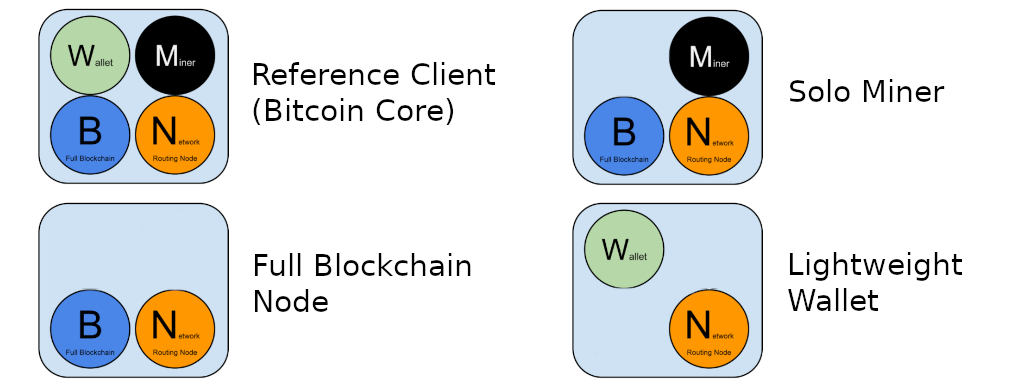 Wallet
Miner
B
Full Blockchain
Network
Routing Node
Reference Client
(Bitcoin Core)
Miner
B
Full Blockchain
Network
Routing Node
Solo Miner
B
Full Blockchain
Network
Routing Node
Full Blockchain
Node
Wallet
Network
Routing Node
Lightweight
Wallet